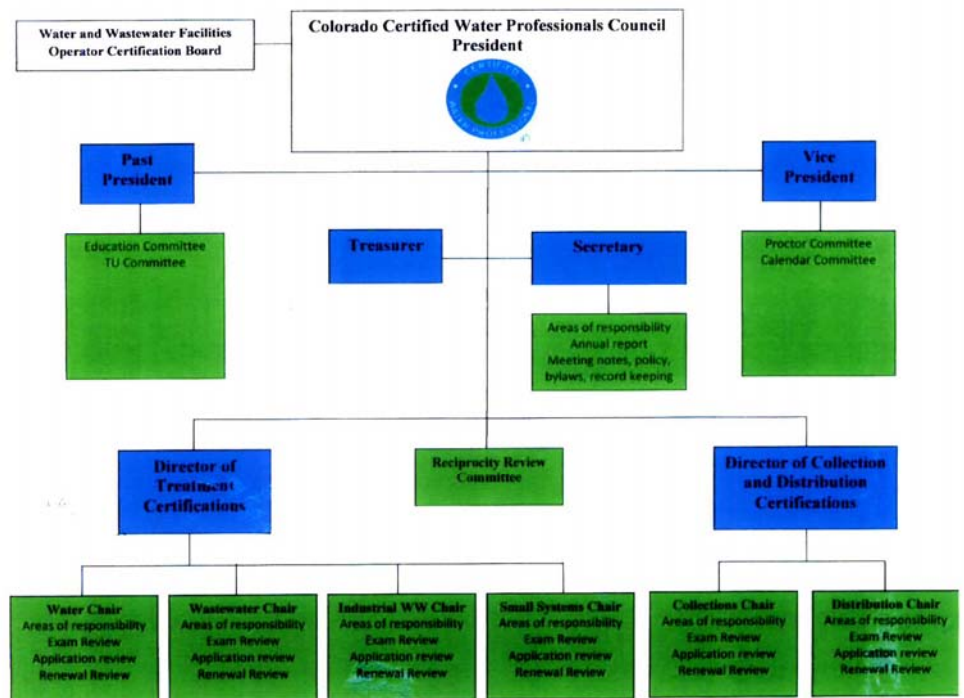 Water and Wastewater Facilities
Operator Certification Board
Colorado Certified Water Professionals Council
President
CERTIFIED
WATER PROFESSIONAL
Past
President
Vice
President
Education Committee
TU Committee
Treasurer
Secretary
Proctor Committee
Calendar Committee
Areas of responsibility
Annual report
Meeting notes, policy,
bylaws, record keeping
Director of
Treatment
Certifications
Reciprocity Review
Committee
Director of Collection
and Distribution
Certifications
Water Chair
Areas of responsibility
Exam Review
Application review
Renewal Review
Wastewater Chair
Areas of responsibility
Exam Review
Application review
Renewal Review
Industrial WW Chair
Areas of responsibility
Exam Review
Application review
Renewal Review
Small Systems Chair
Areas of responsibility
Exam Review
Application review
Renewal Review
Collections Chair
Areas of responsibility
Exam Review
Application review
Renewal Review
Distribution Chair
Areas of responsibility
Exam Review
Application review
Renewal Review